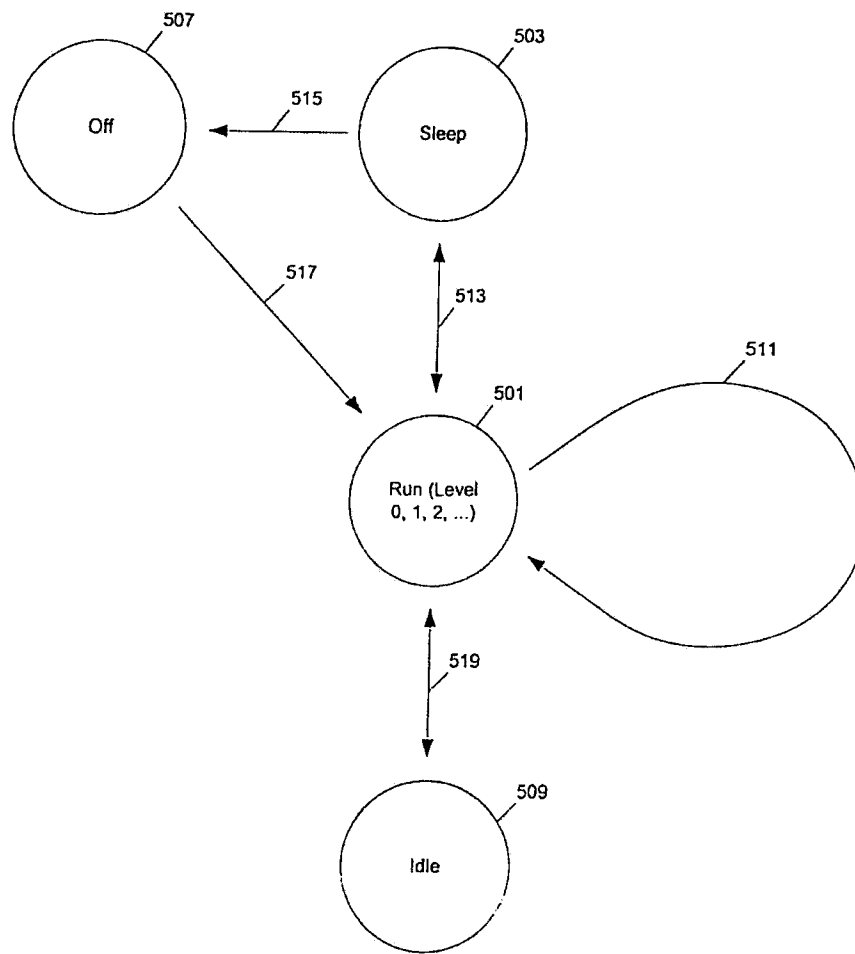 507
503
515
Off
Sleep
517
513
511
501
Run (Level
0, 1, 2, ...)
519
509
Idle